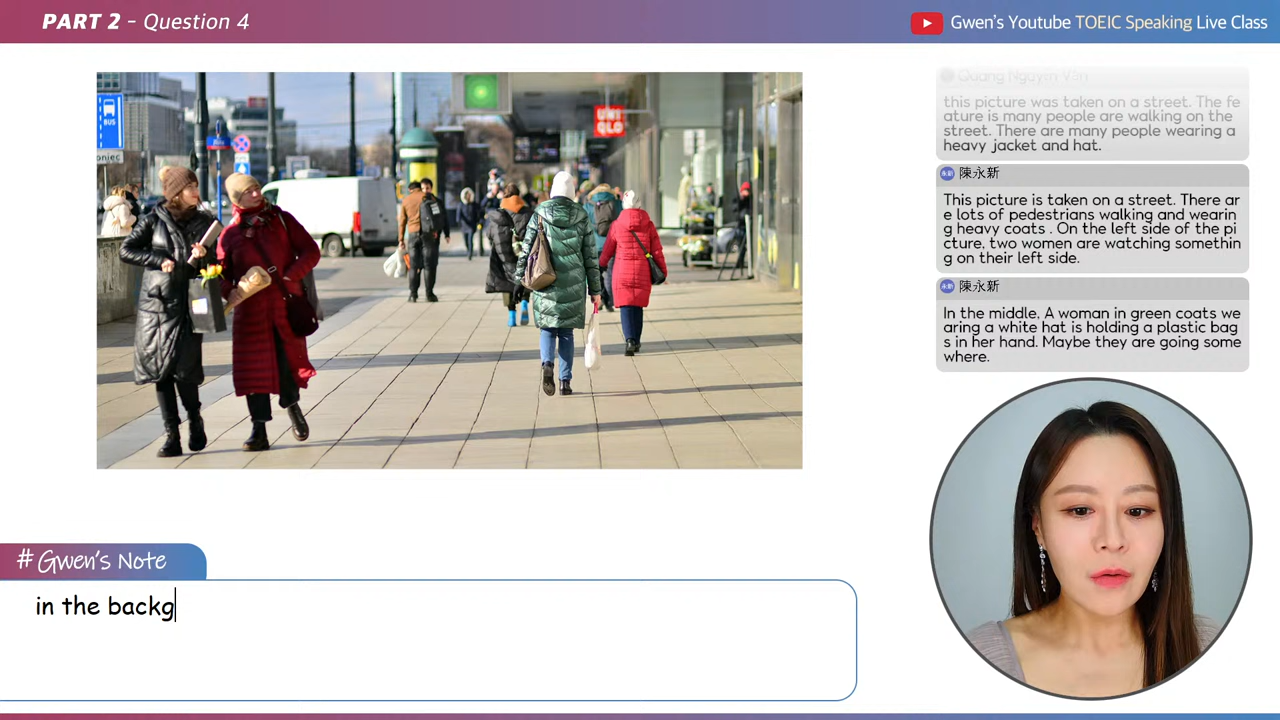 PART 2 - Question 4
Gwen's Youtube TOEIC Speaking Live Class
BUS
oniec
UNI
QLO
Quang Nguyễn Văn
this picture was taken on a street. The fe
ature is many people are walking on the
street. There are many people wearing a
heavy jacket and hat.
陳永新
This picture is taken on a street. There ar
e lots of pedestrians walking and wearin
g heavy coats . On the left side of the pi
cture, two women are watching somethin
g on their left side.
陳永新
In the middle, A woman in green coats we
aring a white hat is holding a plastic bag
s in her hand. Maybe they are going some
where.
# Gwen's Note
in the backg